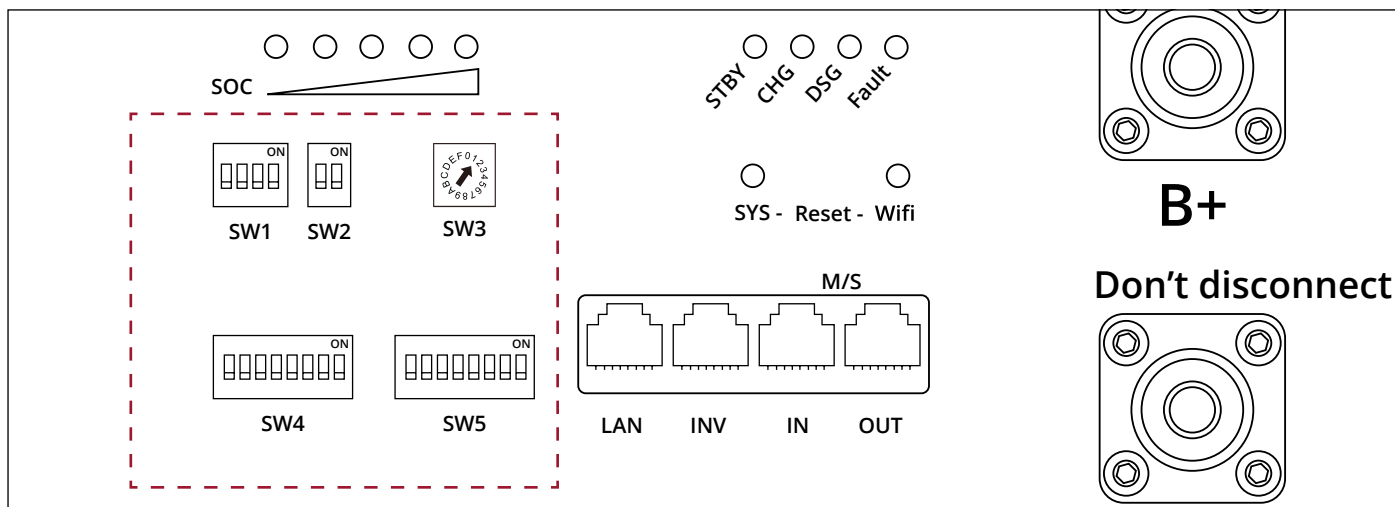 SOC
STBY
CHG
DSG
Fault
ON
ON
DEF0123456789ABC
SW1
SW2
SW3
SYS - Reset - Wifi
B+
M/S
Don't disconnect
ON
ON
SW4
SW5
LAN
INV
IN
OUT